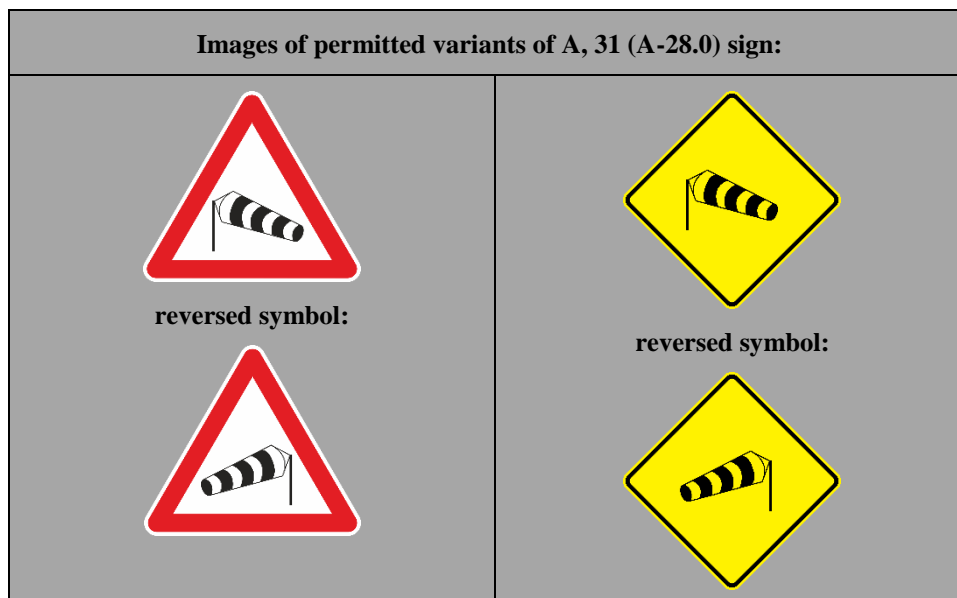 Images of permitted variants of A, 31 (A-28.0) sign:
reversed symbol:
reversed symbol: